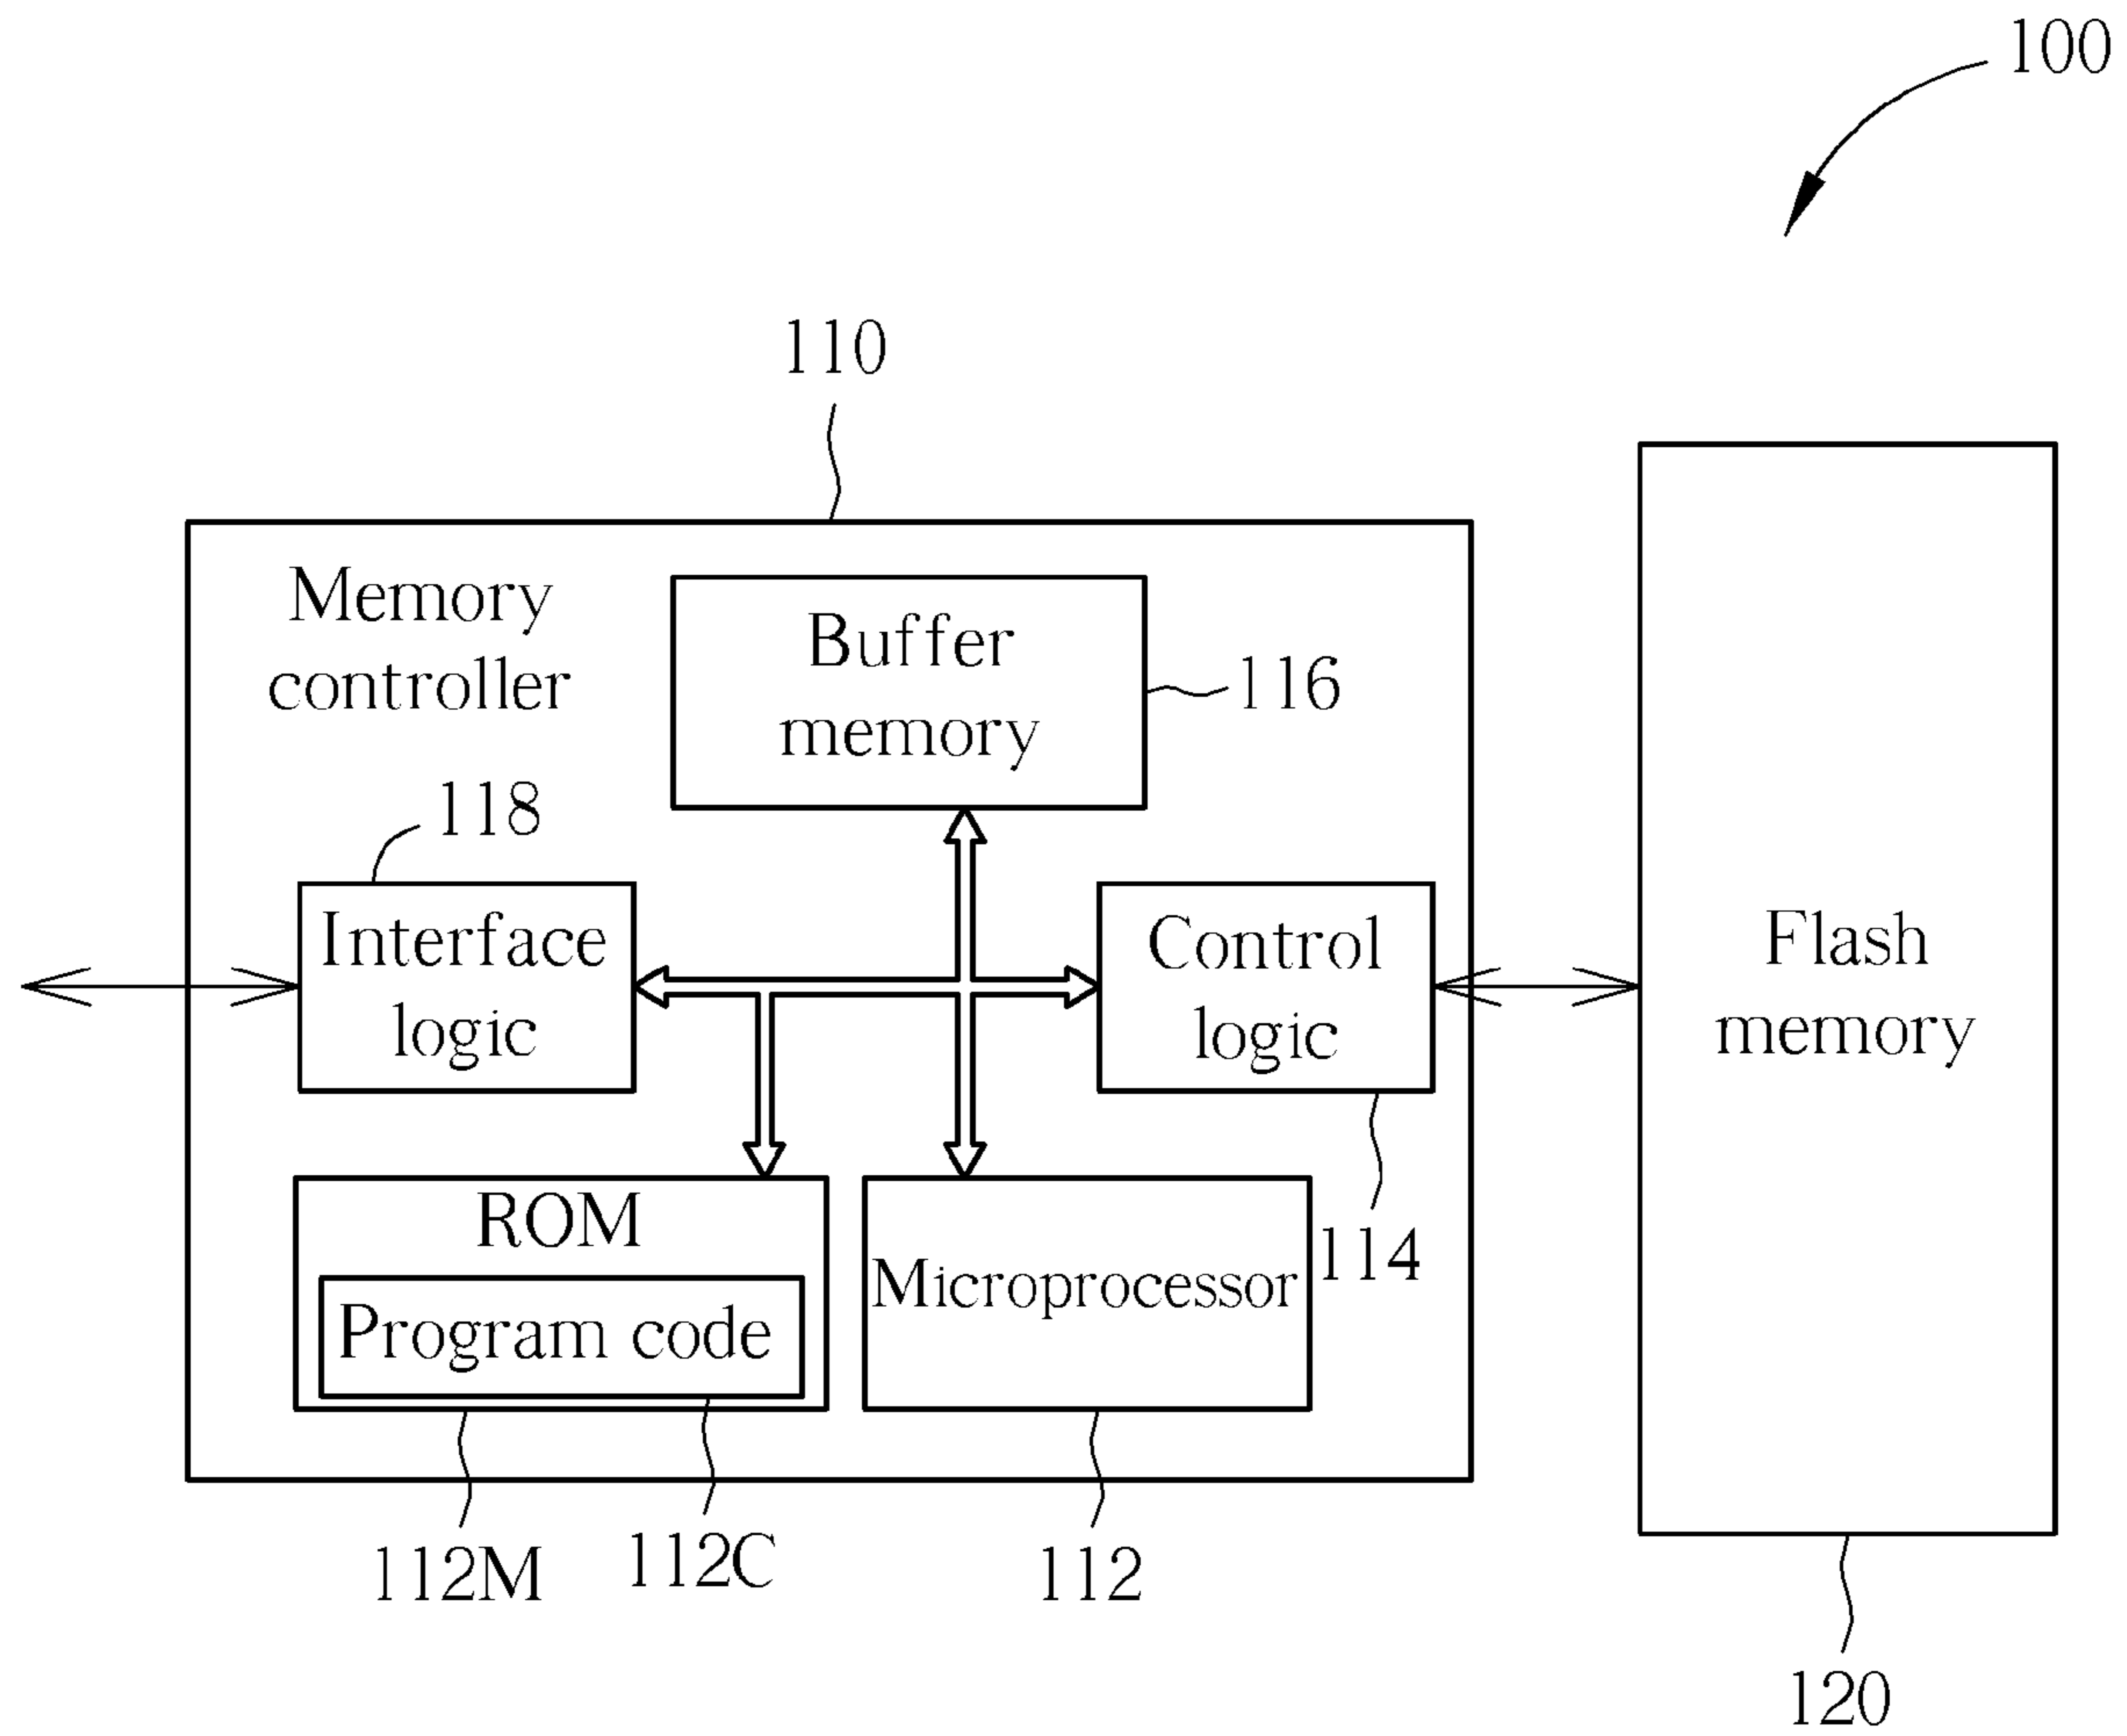 100
110
Memory
controller
Buffer
memory
116
118
Interface
logic
Control
logic
Flash
memory
ROM
Program code
Microprocessor
114
112M
112C
112
120